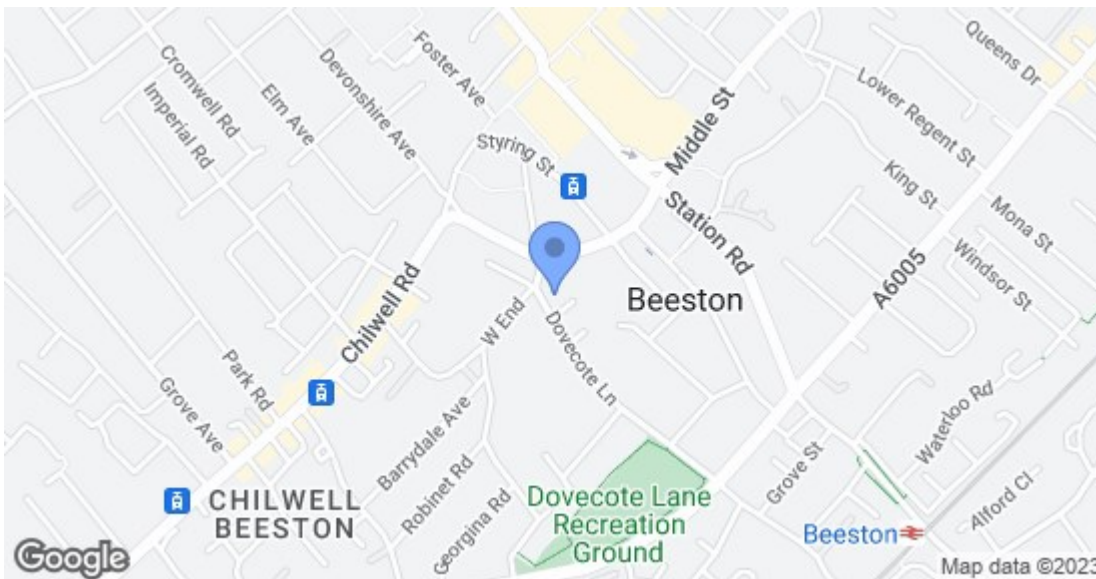 Cromwell Rd
Imperial Rd
Elm Ave
Devonshire Ave
Foster Ave
Styring St
Middle St
Queens Dr
Lower Regent St
King St
Mona St
Windsor St
A6005
Station Rd
Chilwell Rd
W End
Beeston
Dovecote Ln
Park Rd
Grove Ave
Barrydale Ave
Robinet Rd
Georgina Rd
Waterloo Rd
Grove St
Alford Cl
CHILWELL
BEESTON
Dovecote Lane
Recreation
Ground
Beeston
Google
Map data ©2023